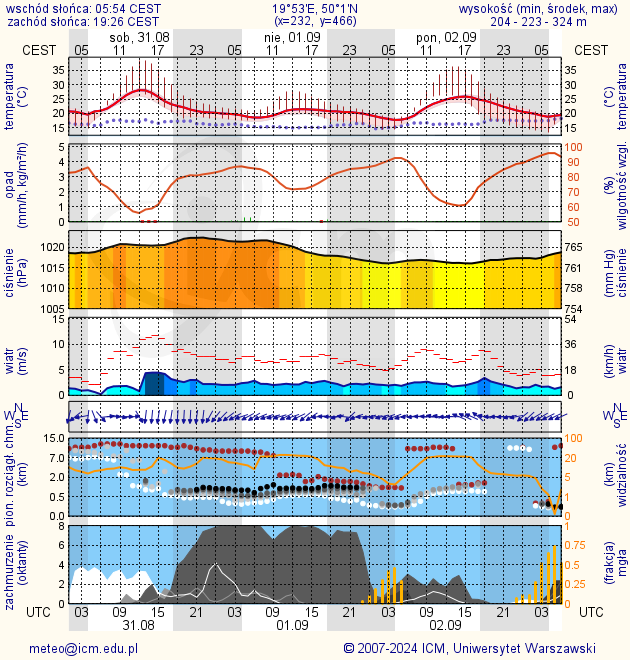 wschód słońca: 05:54 CEST 19°53'E, 50°1'N wysokość (min, środek, max)
zachód słońca: 19:26 CEST (x=232, y=466) 204 - 223 - 324 m
sob, 31.08 nie, 01.09 pon, 02.09
CEST 05 11 17 23 05 11 17 23 05 11 17 23 05 CEST
temperatura (°C) 35 30 25 20 15 35 30 25 20 15 (°C) temperatura
opad (mm/h, kg/m²/h) 5 4 3 2 1 0 100 90 80 70 60 50 (%) wilgotność wzgl.
ciśnienie (hPa) 1020 1015 1010 1005 765 761 758 754 (mm Hg) ciśnienie
wiatr (m/s) 15 10 5 0 54 36 18 0 (km/h) wiatr
N W E S N W E S
pion. rozciągł. chm. (km) 15.0 7.0 2.0 0.5 0.0 100 20 5 1 0 (km) widzialność
zachmurzenie (oktanty) 8 6 4 2 0 1 0.75 0.5 0.25 0 (frakcja) mgła
UTC 03 09 15 21 03 09 15 21 03 09 15 21 03 UTC
31.08 01.09 02.09
meteo@icm.edu.pl © 2007-2024 ICM, Uniwersytet Warszawski